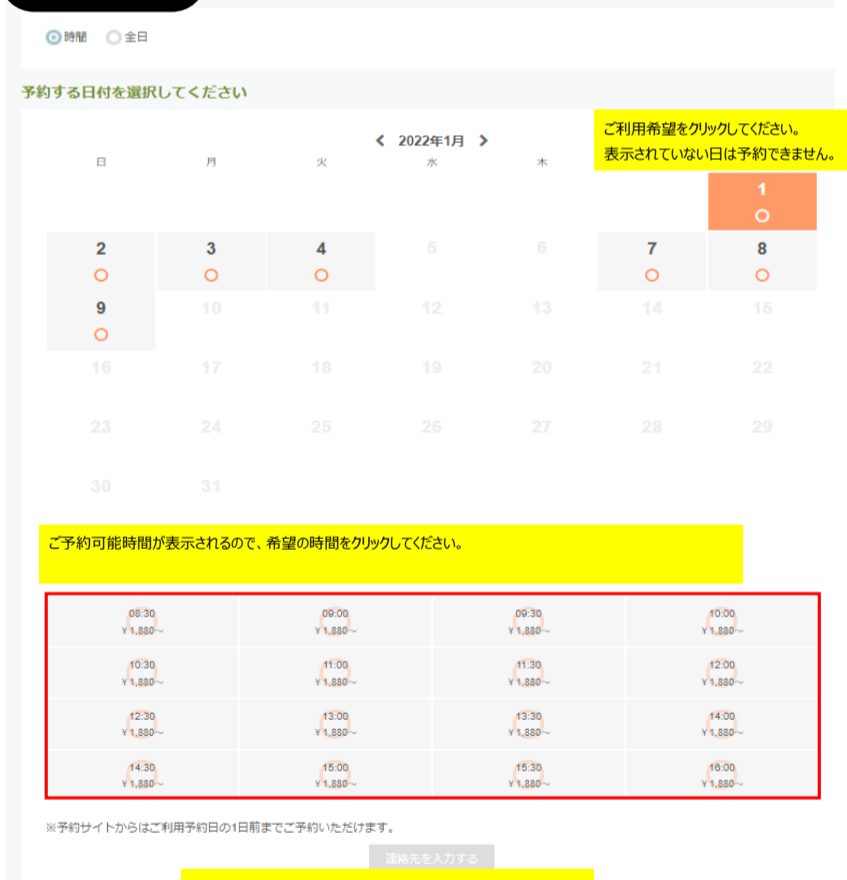 時間 全日
予約する日付を選択してください
ご利用希望をクリックしてください。
表示されていない日は予約できません。
2022年1月
日 月 火 水 木
1
2 3 4 5 6 7 8
9 10 11 12 13 14 15
16 17 18 19 20 21 22
23 24 25 26 27 28 29
30 31
ご予約可能時間が表示されるので、希望の時間をクリックしてください。
08:30 09:00 09:30 10:00
¥1,880~ ¥1,880~ ¥1,880~ ¥1,880~
10:30 11:00 11:30 12:00
¥1,880~ ¥1,880~ ¥1,880~ ¥1,880~
12:30 13:00 13:30 14:00
¥1,880~ ¥1,880~ ¥1,880~ ¥1,880~
14:30 15:00 15:30 16:00
¥1,880~ ¥1,880~ ¥1,880~ ¥1,880~
※予約サイトからはご利用予約日の1日前までご予約いただけます。
連絡先を入力する